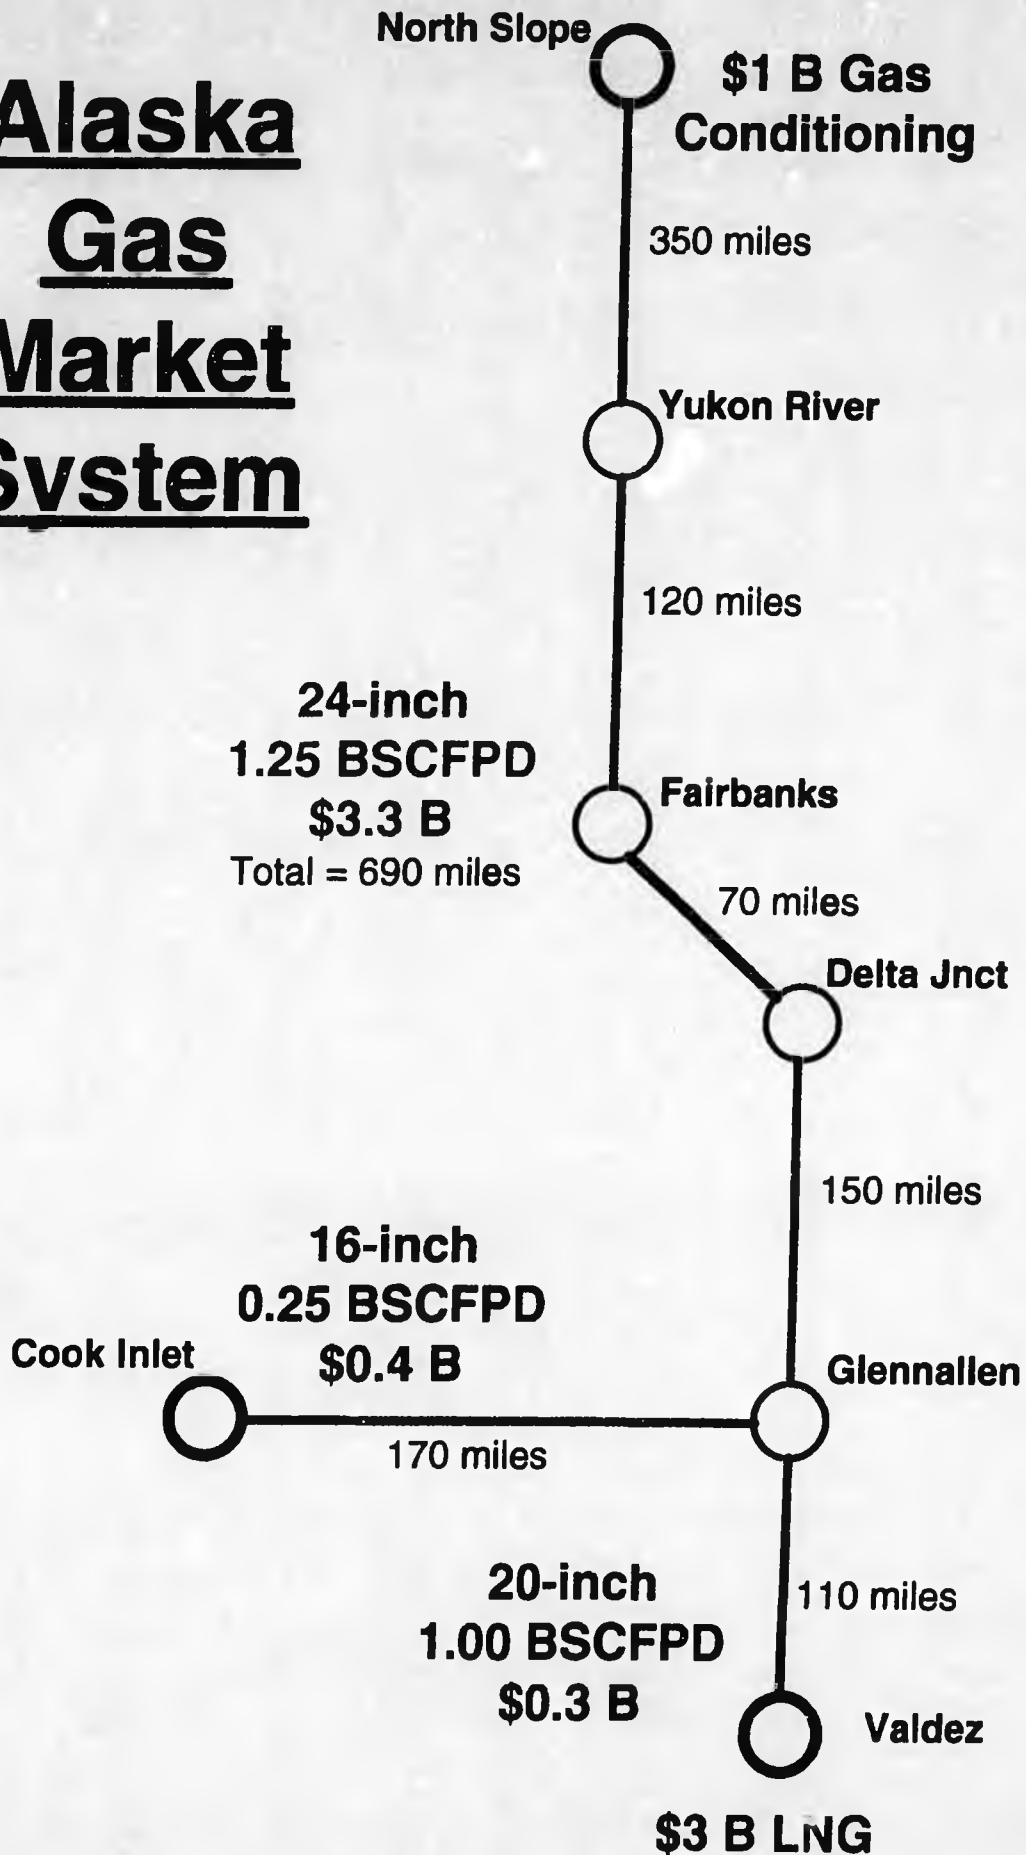 Alaska
Gas
Market
System
North Slope
$1 B Gas
Conditioning
350 miles
Yukon River
120 miles
24-inch
1.25 BSCFPD
$3.3 B
Total = 690 miles
Fairbanks
70 miles
Delta Jnct
150 miles
16-inch
0.25 BSCFPD
$0.4 B
Cook Inlet
170 miles
Glennallen
20-inch
1.00 BSCFPD
$0.3 B
110 miles
Valdez
$3 B LNG